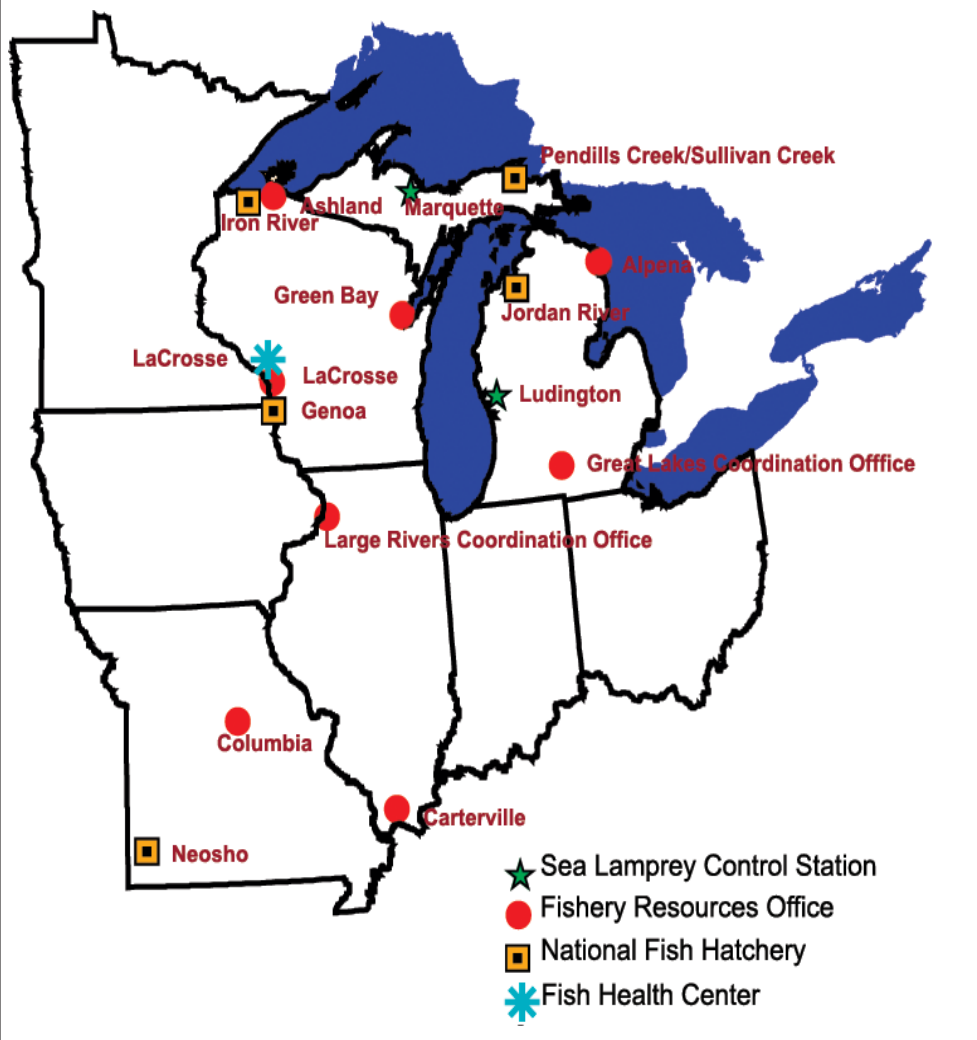 Pendills Creek/Sullivan Creek
Ashland
Marquette
Iron River
Alpena
Green Bay
Jordan River
LaCrosse
LaCrosse
Ludington
Genoa
Great Lakes Coordination Offfice
Large Rivers Coordination Office
Columbia
Carterville
Neosho
Sea Lamprey Control Station
Fishery Resources Office
National Fish Hatchery
Fish Health Center